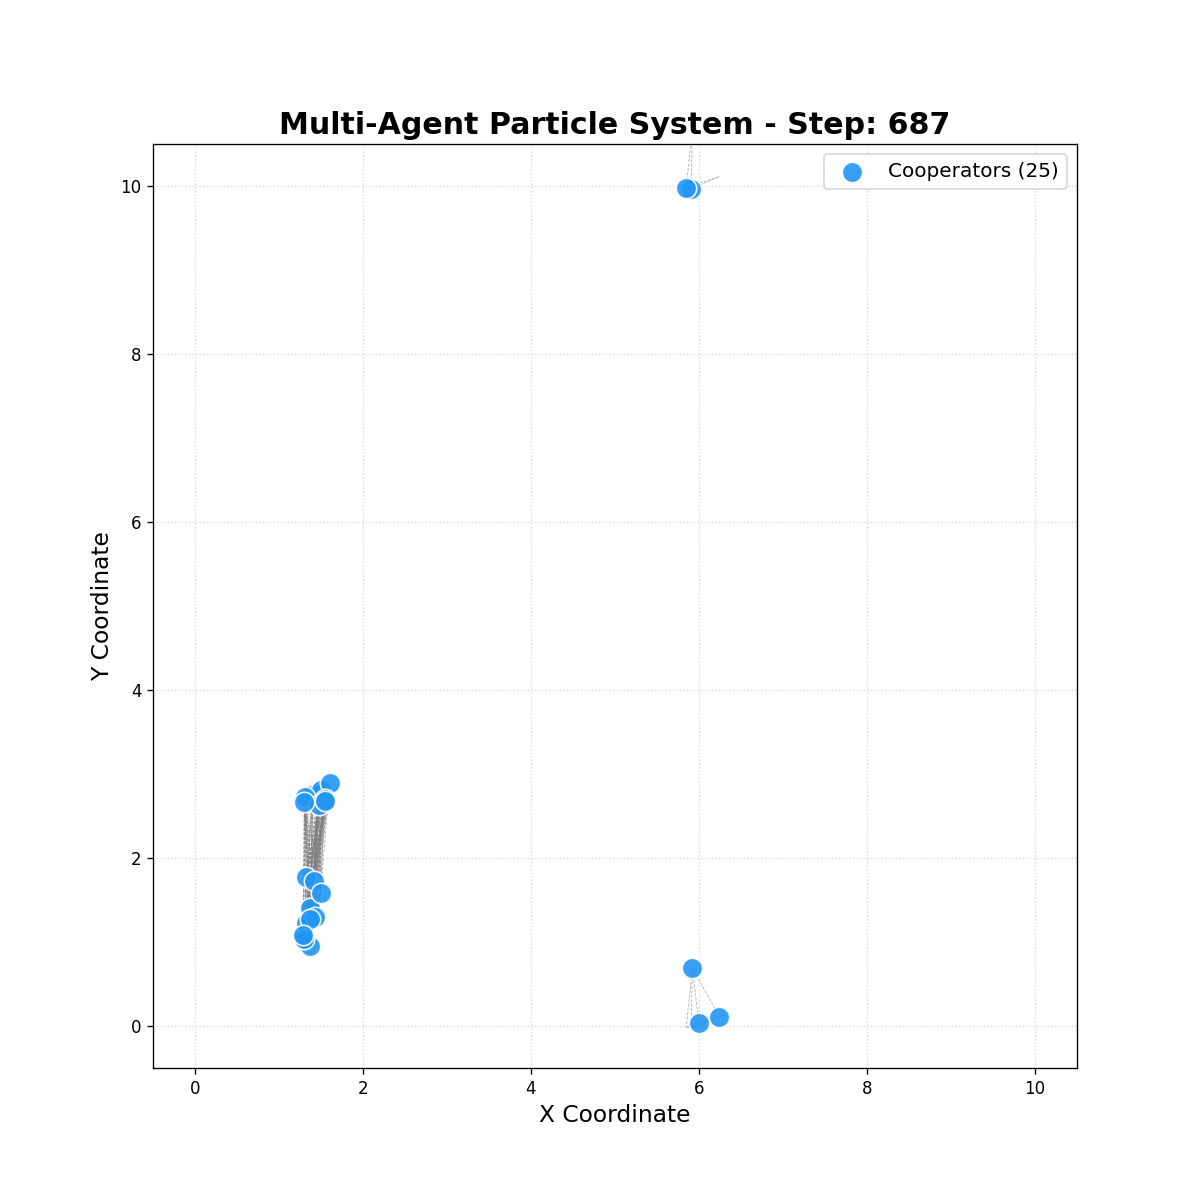 Multi-Agent Particle System - Step: 687
Cooperators (25)
10
8
6
4
2
0
Y Coordinate
0 2 4 6 8 10
X Coordinate